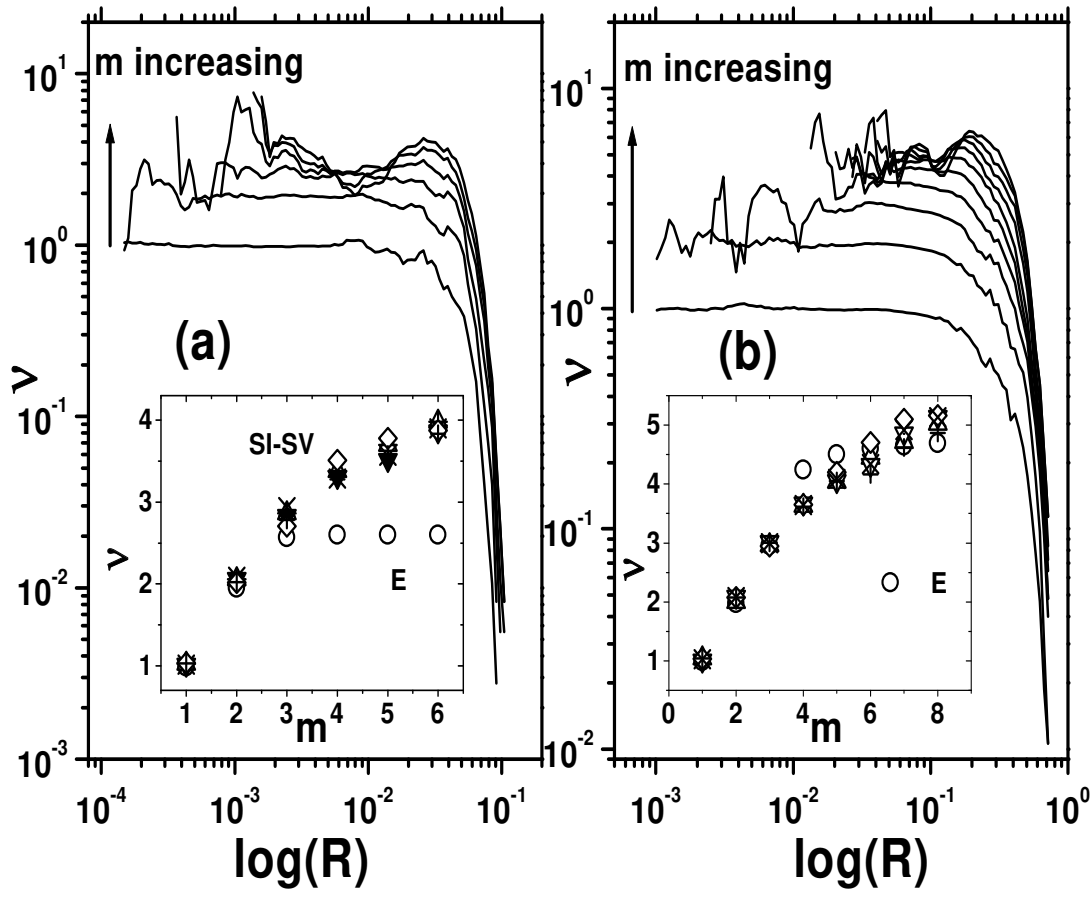 m increasing
10^1
10^0
10^-1
10^-2
10^-3
ν
(a)
SI-SV
E
4
3
2
1
ν
1 2 3 4 5 6
m
10^-4 10^-3 10^-2 10^-1
log(R)
m increasing
10^1
10^0
10^-1
10^-2
ν
(b)
E
5
4
3
2
1
ν
0 2 4 6 8
m
10^-3 10^-2 10^-1 10^0
log(R)